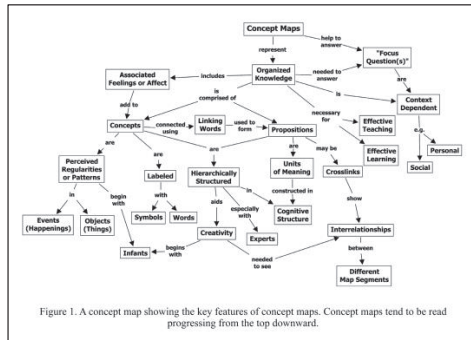 Concept Maps
help to
answer
represent
"Focus
Question(s)"
Associated
Feelings or Affect
includes
Organized
Knowledge
needed to
answer
are
is
is
comprised of
necessary
for
Context
Dependent
add to
Concepts
connected
using
Linking
Words
used to
form
Propositions
Effective
Teaching
e.g.
Personal
Social
Effective
Learning
are
are
are
are
may be
Perceived
Regularities
or Patterns
Labeled
Hierarchically
Structured
Units
of Meaning
Crosslinks
in
begin
with
with
aids
especially
with
in
constructed in
show
Events
(Happenings)
Objects
(Things)
Symbols
Words
Cognitive
Structure
Creativity
Experts
Interrelationships
Infants
begins
with
needed
to see
between
Different
Map Segments
Figure 1. A concept map showing the key features of concept maps. Concept maps tend to be read
progressing from the top downward.